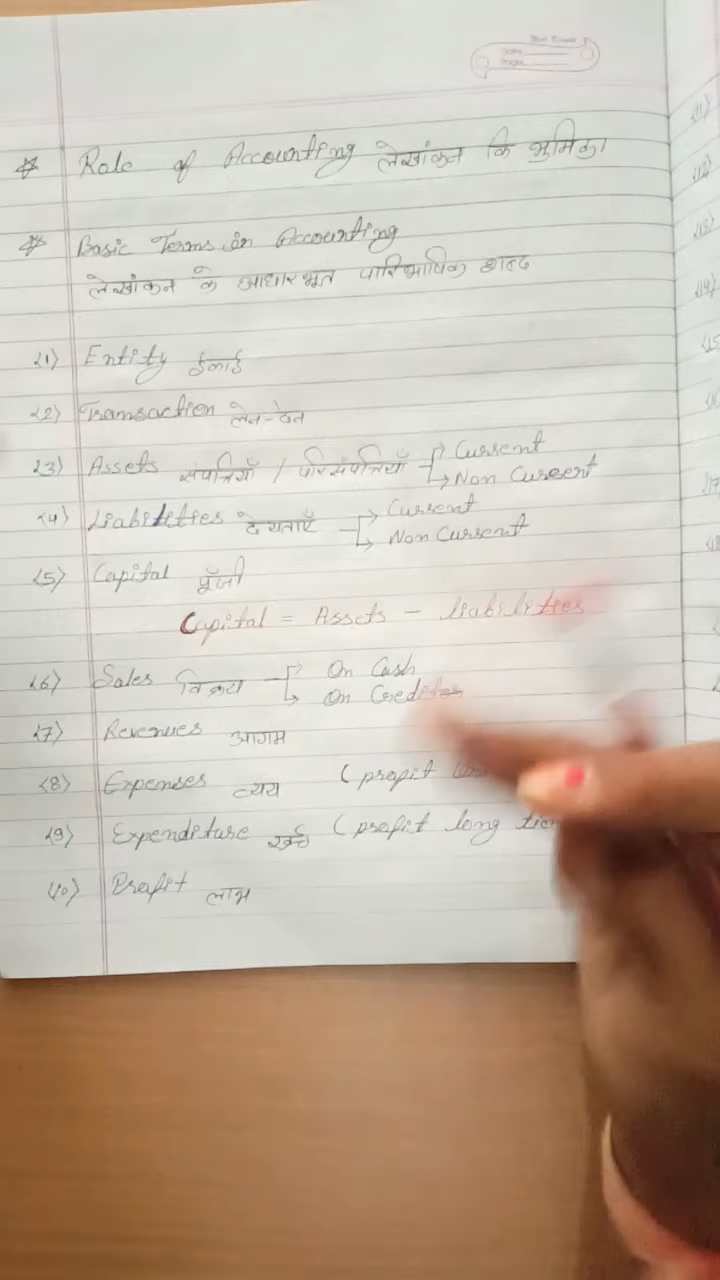 Role of Accounting लेखांकन कि भुमिका
Basic Terms in Accounting
लेखांकन के आधारभूत पारिभाषिक शब्द
<1> Entity ईकाई
<2> Transaction लेन-देन
<3> Assets संपत्तियाँ / परिसंपत्तियाँ → Current
→ Non Current
<4> Liabilities देयताएँ → Current
→ Non Current
<5> Capital पूँजी
Capital = Assets - Liabilities
<6> Sales विक्रय → On Cash
→ On Credit
<7> Revenues आगम
<8> Expenses व्यय (profit
<9> Expenditure खर्च (profit long
<10> Profit लाभ